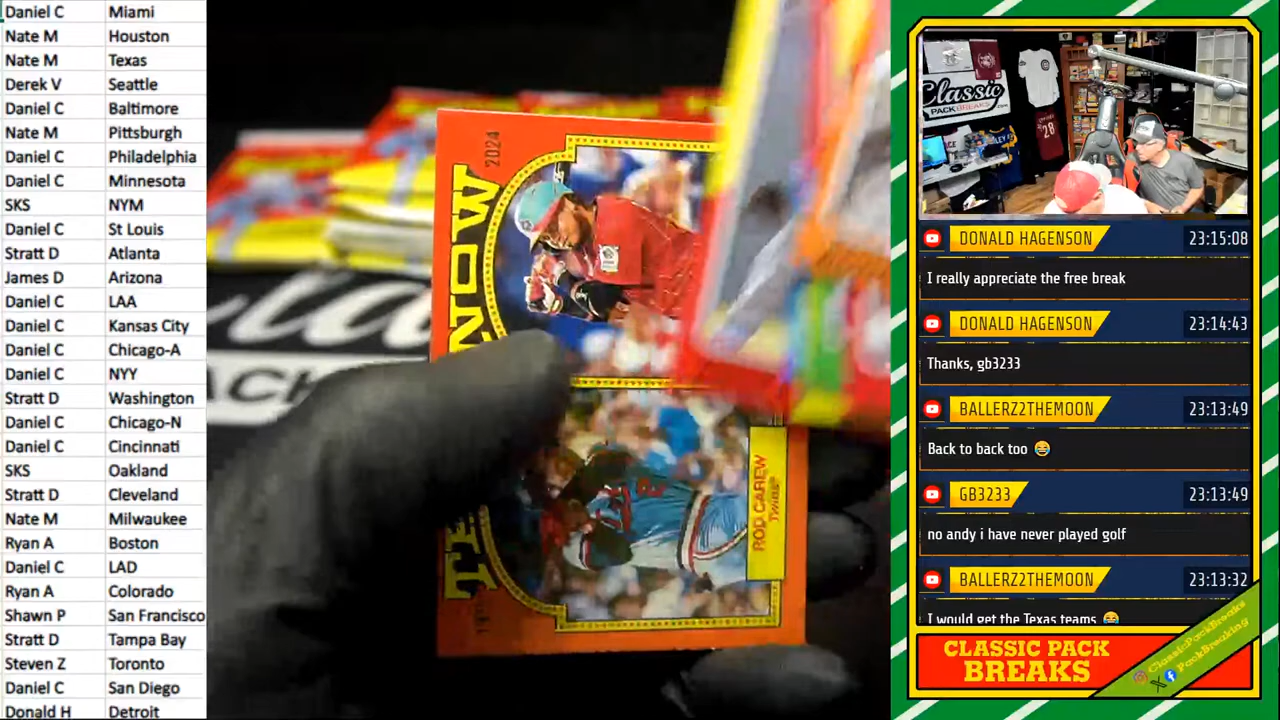 Daniel C Miami
Nate M Houston
Nate M Texas
Derek V Seattle
Daniel C Baltimore
Nate M Pittsburgh
Daniel C Philadelphia
Daniel C Minnesota
SKS NYM
Daniel C St Louis
Stratt D Atlanta
James D Arizona
Daniel C LAA
Daniel C Kansas City
Daniel C Chicago-A
Daniel C NYY
Stratt D Washington
Daniel C Chicago-N
Daniel C Cincinnati
SKS Oakland
Stratt D Cleveland
Nate M Milwaukee
Ryan A Boston
Daniel C LAD
Ryan A Colorado
Shawn P San Francisco
Stratt D Tampa Bay
Steven Z Toronto
Daniel C San Diego
Donald H Detroit
2024
NOW
ROD CAREW
Twins
Classic
PACK BREAKS
28
DONALD HAGENSON 23:15:08
I really appreciate the free break
DONALD HAGENSON 23:14:43
Thanks, gb3233
BALLERZ2THEMOON 23:13:49
Back to back too 😂
GB3233 23:13:49
no andy i have never played golf
BALLERZ2THEMOON 23:13:32
I would get the Texas teams 😂
CLASSIC PACK
BREAKS
ClassicPackBreaks
PackBreaking